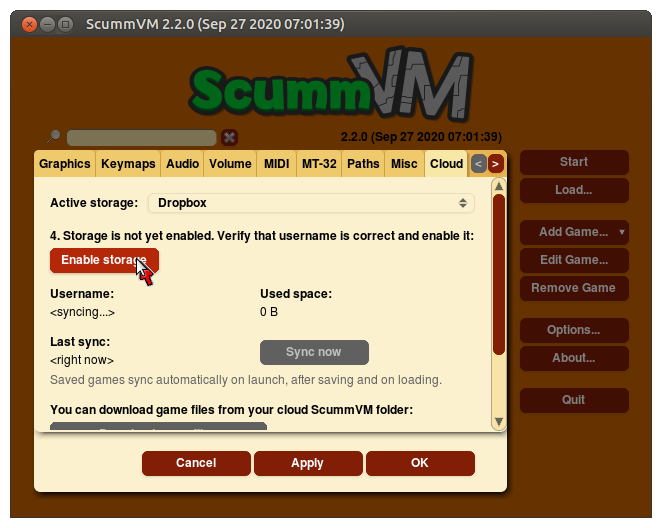 ScummVM 2.2.0 (Sep 27 2020 07:01:39)
ScummVM
2.2.0 (Sep 27 2020 07:01:39)
Graphics Keymaps Audio Volume MIDI MT-32 Paths Misc Cloud < >
Start
Load...
Add Game...
Edit Game...
Remove Game
Options...
About...
Quit
Active storage: Dropbox
4. Storage is not yet enabled. Verify that username is correct and enable it:
Enable storage
Username: Used space:
<syncing...> 0 B
Last sync:
<right now> Sync now
Saved games sync automatically on launch, after saving and on loading.
You can download game files from your cloud ScummVM folder:
Cancel Apply OK